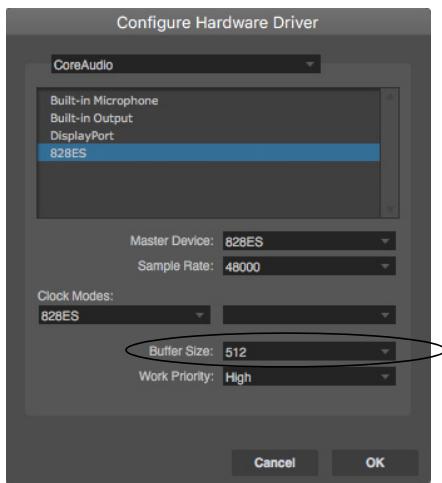 Configure Hardware Driver
CoreAudio
Built-in Microphone
Built-in Output
DisplayPort
828ES
Master Device: 828ES
Sample Rate: 48000
Clock Modes:
828ES
Buffer Size: 512
Work Priority: High
Cancel OK